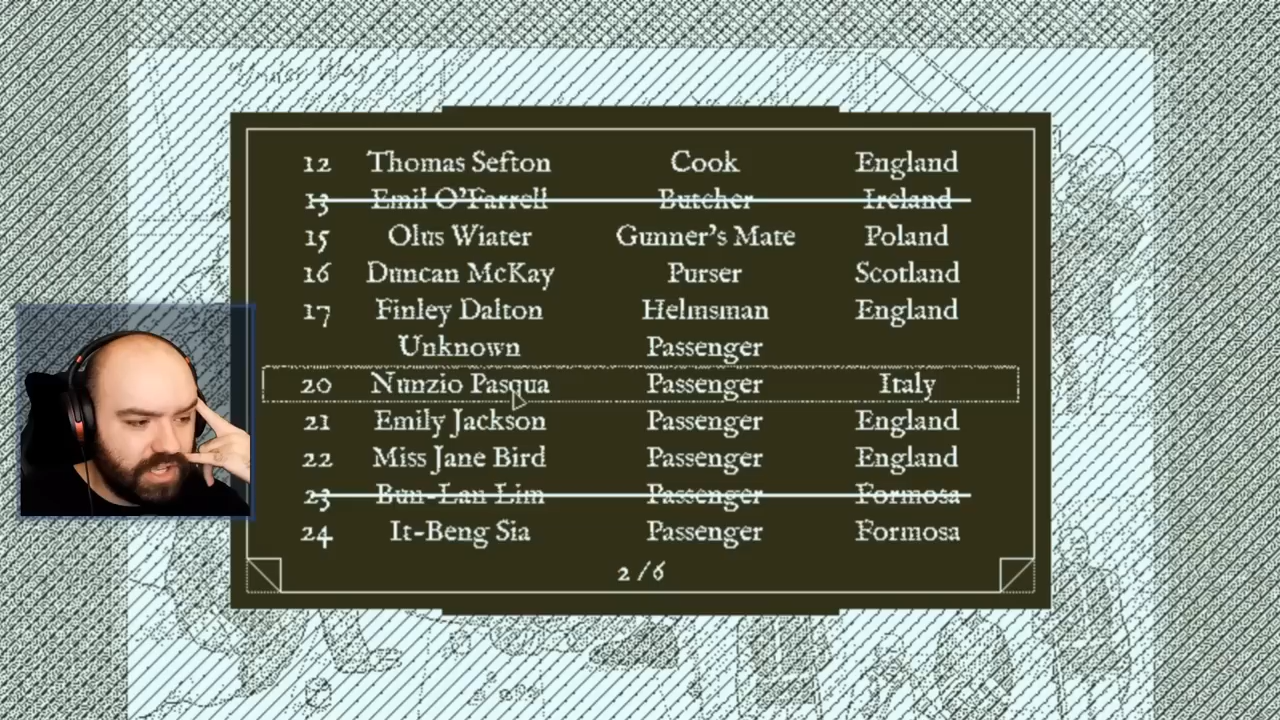 12 Thomas Sefton Cook England
13 Emil O'Farrell Butcher Ireland
15 Olus Wiater Gunner's Mate Poland
16 Duncan McKay Purser Scotland
17 Finley Dalton Helmsman England
Unknown Passenger
20 Nunzio Pasqua Passenger Italy
21 Emily Jackson Passenger England
22 Miss Jane Bird Passenger England
23 Bun-Lan Lim Passenger Formosa
24 It-Beng Sia Passenger Formosa
2/6